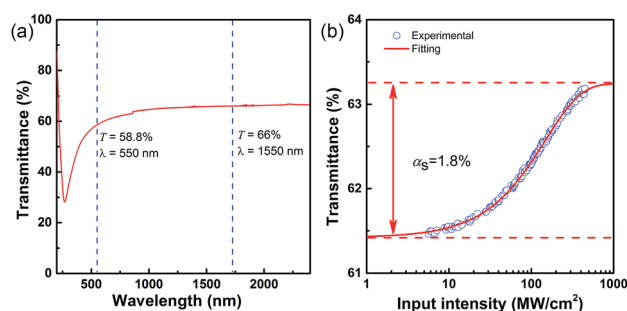 (a)
100
80
60
40
20
0
Transmittance (%)
T = 58.8%
λ = 550 nm
T = 66%
λ = 1550 nm
500 1000 1500 2000
Wavelength (nm)
(b)
64
63
62
61
Transmittance (%)
Experimental
Fitting
αS=1.8%
1 10 100 1000
Input intensity (MW/cm²)